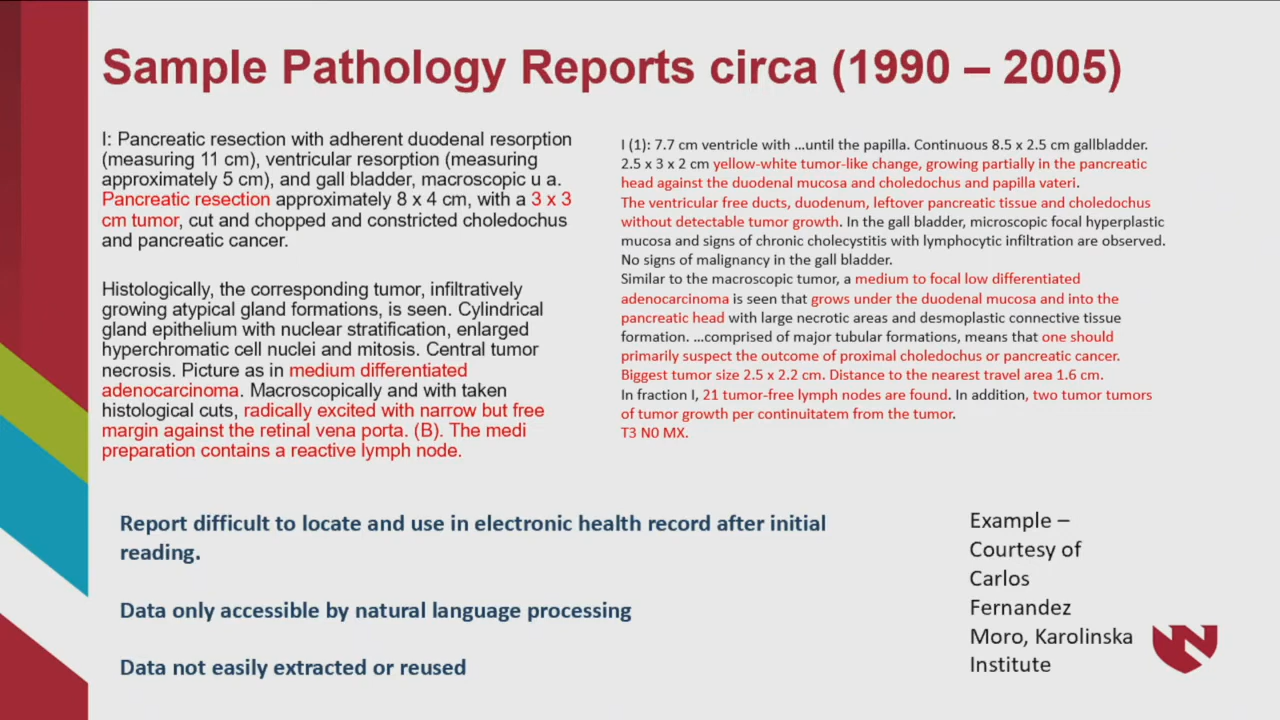 Sample Pathology Reports circa (1990 – 2005)
I: Pancreatic resection with adherent duodenal resorption
(measuring 11 cm), ventricular resorption (measuring
approximately 5 cm), and gall bladder, macroscopic u a.
Pancreatic resection approximately 8 x 4 cm, with a 3 x 3
cm tumor, cut and chopped and constricted choledochus
and pancreatic cancer.
Histologically, the corresponding tumor, infiltratively
growing atypical gland formations, is seen. Cylindrical
gland epithelium with nuclear stratification, enlarged
hyperchromatic cell nuclei and mitosis. Central tumor
necrosis. Picture as in medium differentiated
adenocarcinoma. Macroscopically and with taken
histological cuts, radically excited with narrow but free
margin against the retinal vena porta. (B). The medi
preparation contains a reactive lymph node.
I (1): 7.7 cm ventricle with ...until the papilla. Continuous 8.5 x 2.5 cm gallbladder.
2.5 x 3 x 2 cm yellow-white tumor-like change, growing partially in the pancreatic
head against the duodenal mucosa and choledochus and papilla vateri.
The ventricular free ducts, duodenum, leftover pancreatic tissue and choledochus
without detectable tumor growth. In the gall bladder, microscopic focal hyperplastic
mucosa and signs of chronic cholecystitis with lymphocytic infiltration are observed.
No signs of malignancy in the gall bladder.
Similar to the macroscopic tumor, a medium to focal low differentiated
adenocarcinoma is seen that grows under the duodenal mucosa and into the
pancreatic head with large necrotic areas and desmoplastic connective tissue
formation. ...comprised of major tubular formations, means that one should
primarily suspect the outcome of proximal choledochus or pancreatic cancer.
Biggest tumor size 2.5 x 2.2 cm. Distance to the nearest travel area 1.6 cm.
In fraction I, 21 tumor-free lymph nodes are found. In addition, two tumor tumors
of tumor growth per continuitatem from the tumor.
T3 N0 MX.
Report difficult to locate and use in electronic health record after initial
reading.
Data only accessible by natural language processing
Data not easily extracted or reused
Example –
Courtesy of
Carlos
Fernandez
Moro, Karolinska
Institute